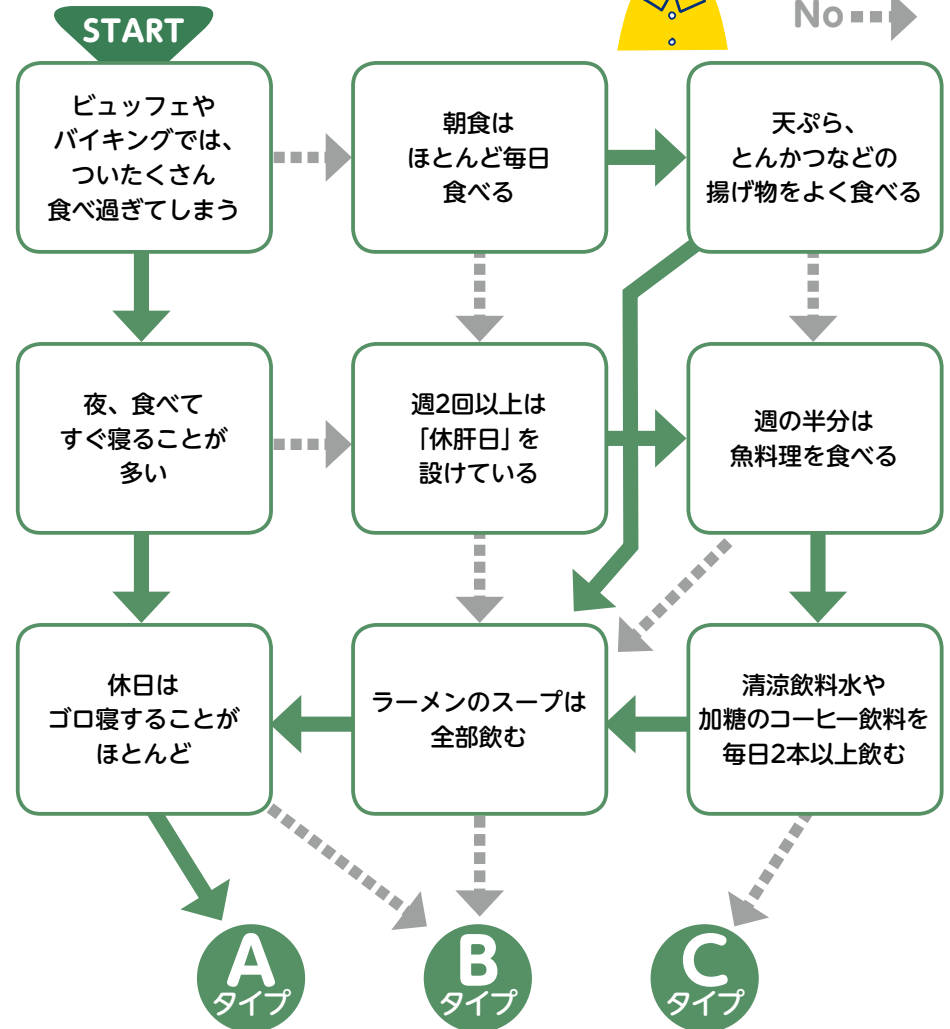 START
No
ビュッフェや
バイキングでは、
ついたくさん
食べ過ぎてしまう
朝食は
ほとんど毎日
食べる
天ぷら、
とんかつなどの
揚げ物をよく食べる
夜、食べて
すぐ寝ることが
多い
週2回以上は
「休肝日」を
設けている
週の半分は
魚料理を食べる
休日は
ゴロ寝することが
ほとんど
ラーメンのスープは
全部飲む
清涼飲料水や
加糖のコーヒー飲料を
毎日2本以上飲む
A
タイプ
B
タイプ
C
タイプ